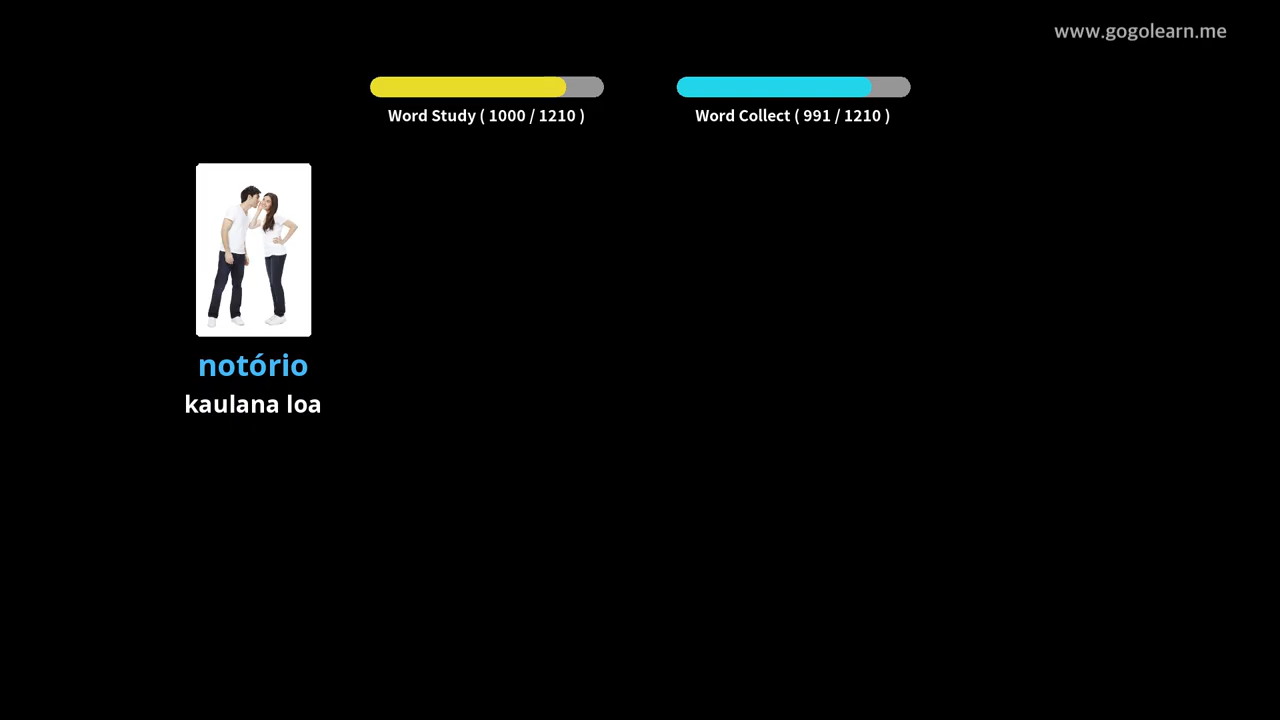 www.gogolearn.me
Word Study ( 1000 / 1210 )
Word Collect ( 991 / 1210 )
notório
kaulana loa